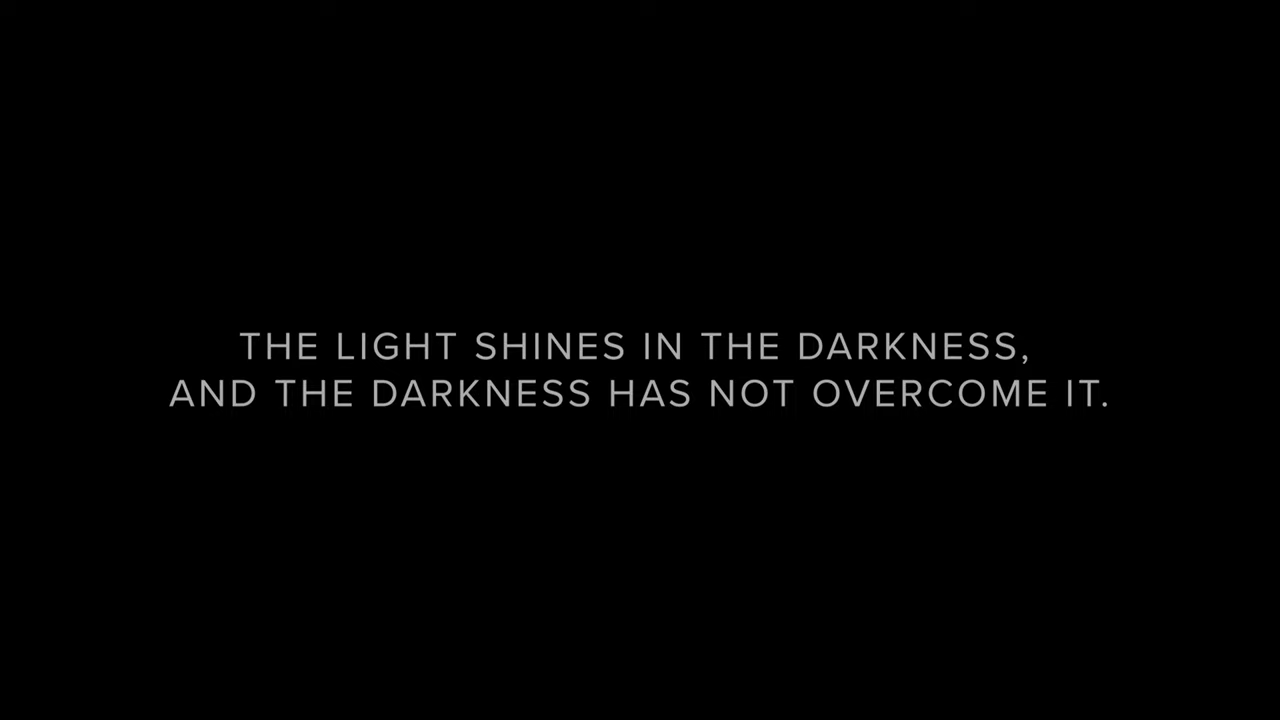 THE LIGHT SHINES IN THE DARKNESS,
AND THE DARKNESS HAS NOT OVERCOME IT.